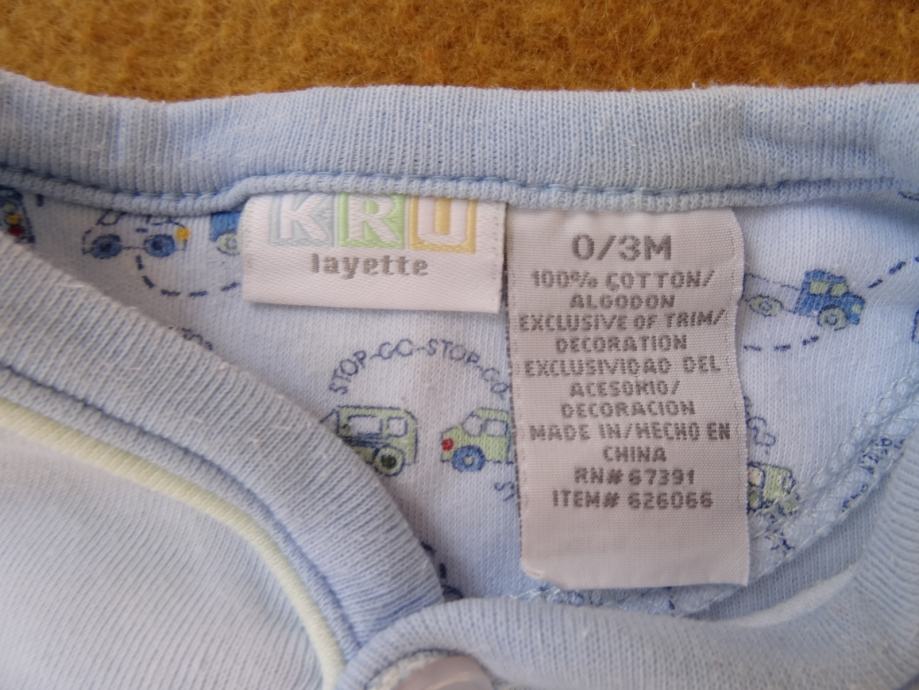 KRU
layette
0/3M
100% COTTON/
ALGODON
EXCLUSIVE OF TRIM/
DECORATION
EXCLUSIVIDAD DEL
ACESORIO/
DECORACION
MADE IN/HECHO EN
CHINA
RN# 67391
ITEM# 626066
STOP-GO-STOP-GO